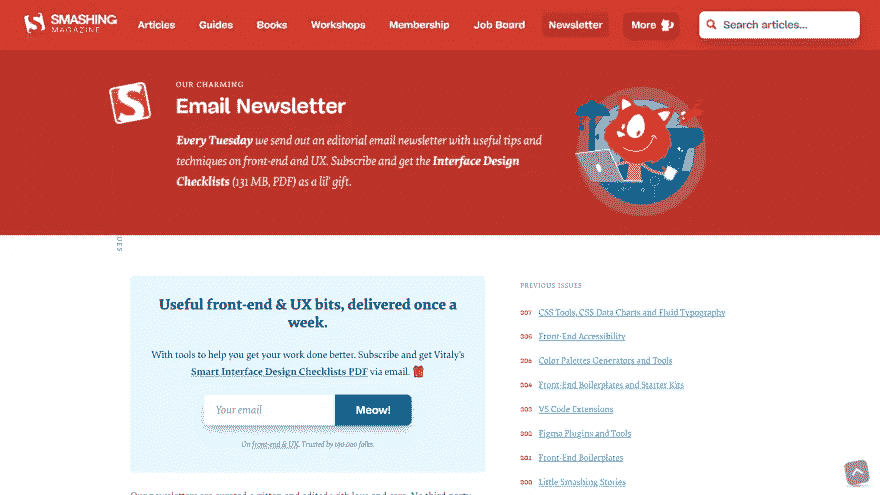 SMASHING
MAGAZINE
Articles
Guides
Books
Workshops
Membership
Job Board
Newsletter
More
Search articles...
OUR CHARMING
Email Newsletter
Every Tuesday we send out an editorial email newsletter with useful tips and
techniques on front-end and UX. Subscribe and get the Interface Design
Checklists (131 MB, PDF) as a lil' gift.
UES
Useful front-end & UX bits, delivered once a
week.
With tools to help you get your work done better. Subscribe and get Vitaly's
Smart Interface Design Checklists PDF via email.
Your email
Meow!
On front-end & UX. Trusted by 190.000 folks.
PREVIOUS ISSUES
307 CSS Tools, CSS Data Charts and Fluid Typography
306 Front-End Accessibility
305 Color Palettes Generators and Tools
304 Front-End Boilerplates and Starter Kits
303 VS Code Extensions
302 Figma Plugins and Tools
301 Front-End Boilerplates
300 Little Smashing Stories